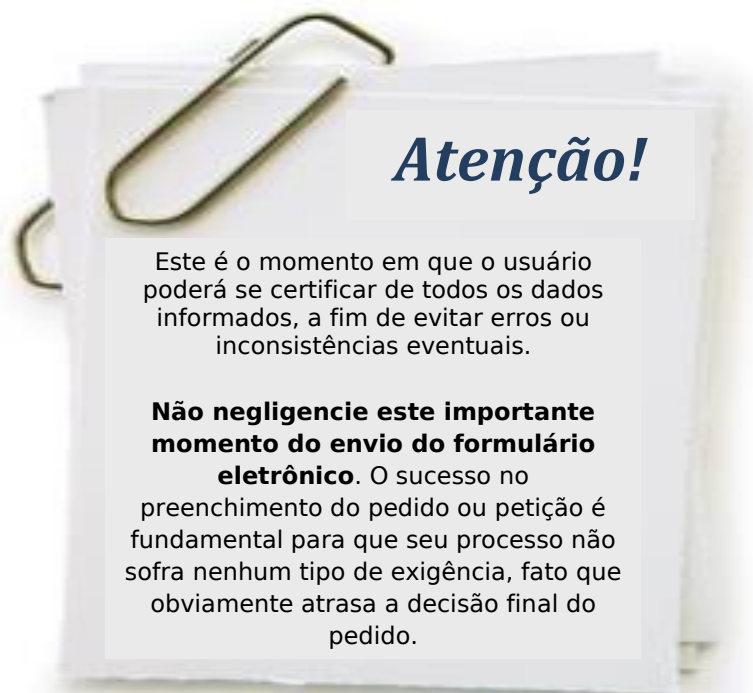 Atenção!
Este é o momento em que o usuário
poderá se certificar de todos os dados
informados, a fim de evitar erros ou
inconsistências eventuais.
Não negligencie este importante
momento do envio do formulário
eletrônico. O sucesso no
preenchimento do pedido ou petição é
fundamental para que seu processo não
sofra nenhum tipo de exigência, fato que
obviamente atrasa a decisão final do
pedido.